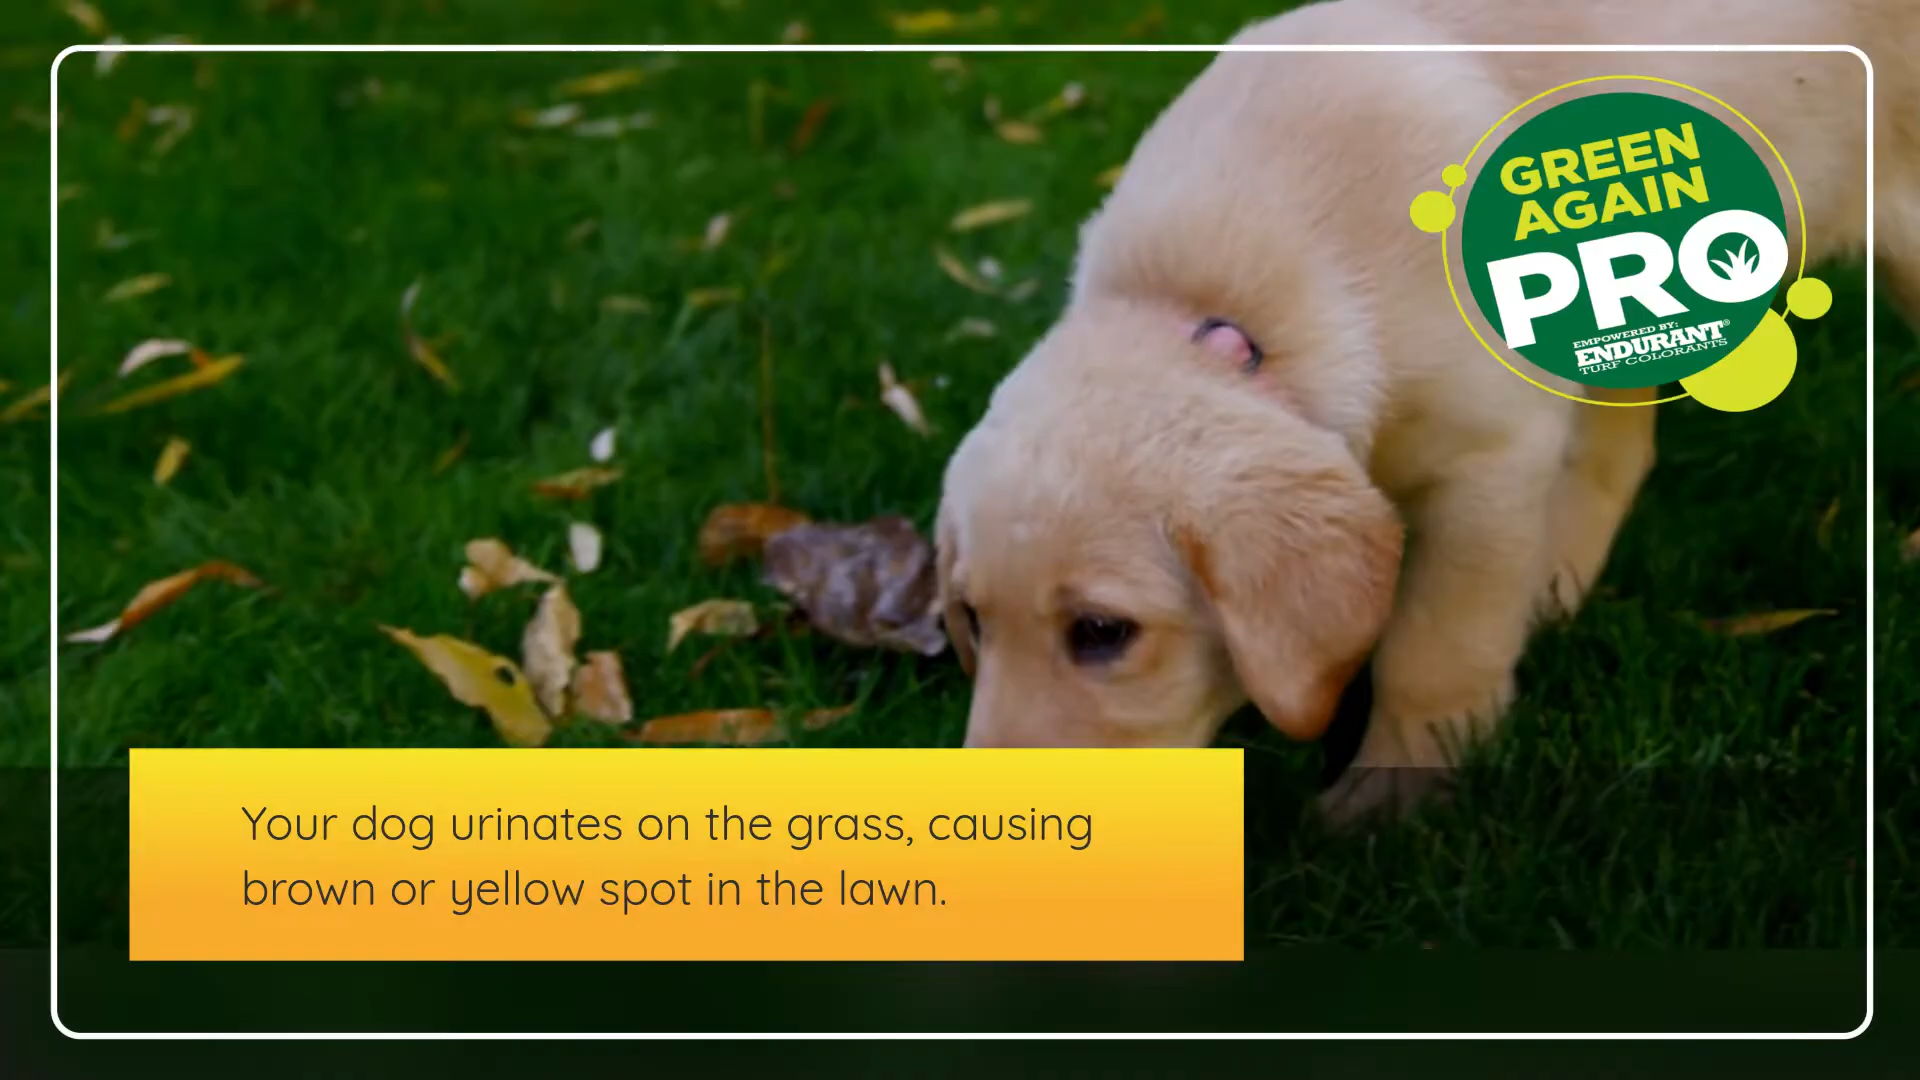 GREEN
AGAIN
PRO
EMPOWERED BY:
ENDURANT®
TURF COLORANTS
Your dog urinates on the grass, causing
brown or yellow spot in the lawn.